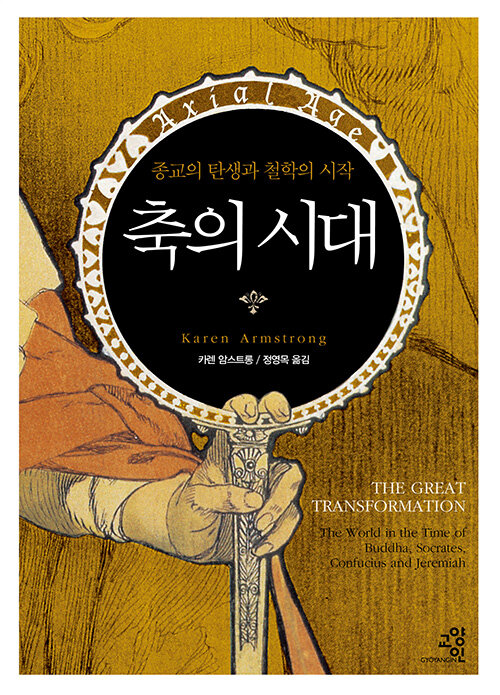 Axial Age
종교의 탄생과 철학의 시작
축의 시대
Karen Armstrong
카렌 암스트롱 / 정영목 옮김
THE GREAT
TRANSFORMATION
The World in the Time of
Buddha, Socrates,
Confucius and Jeremiah
교양인
GYOYANGIN